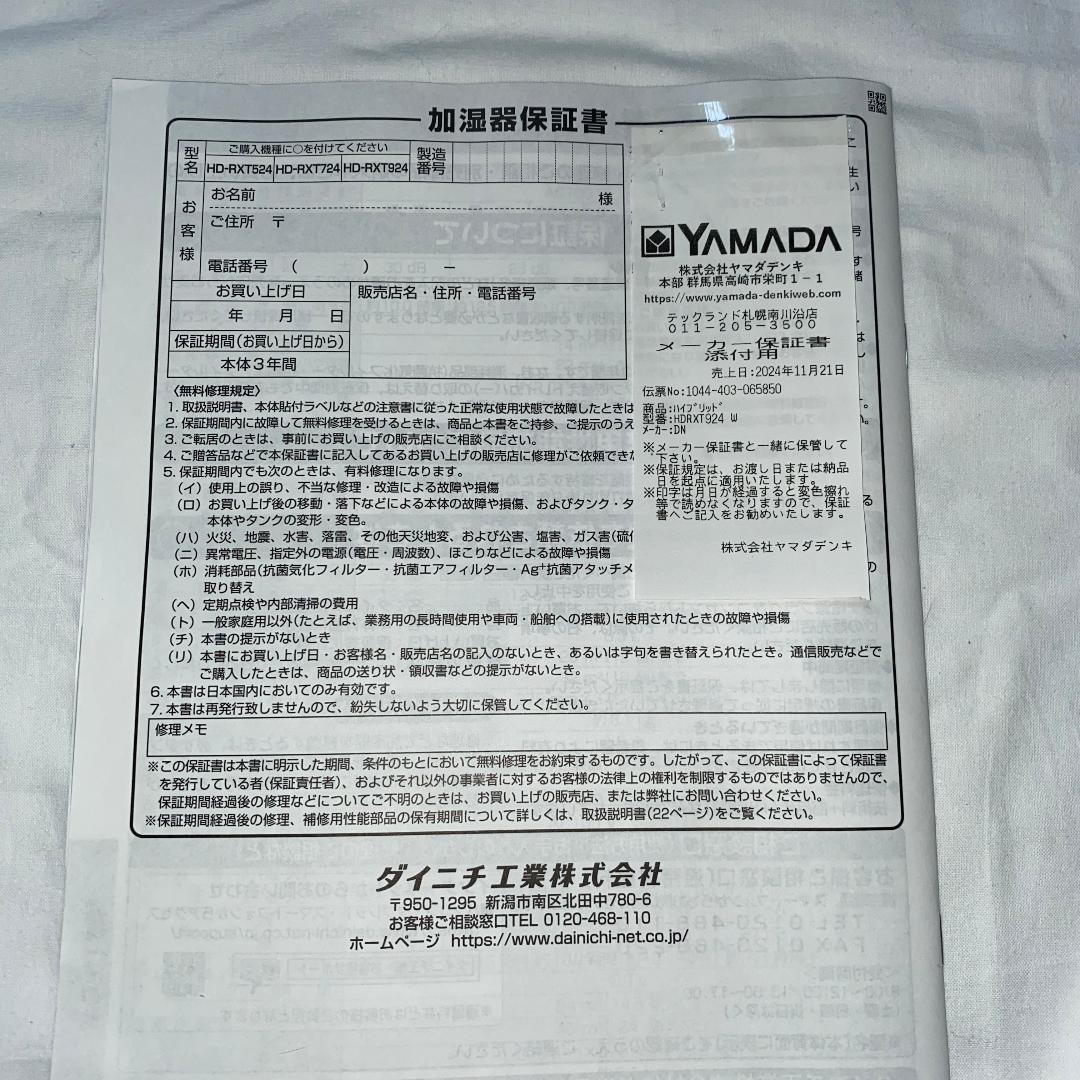 加湿器保証書
型名
ご購入機種に○を付けてください
HD-RXT524 HD-RXT724 HD-RXT924
製造番号
お客様
お名前 様
ご住所 〒
電話番号 ( ) −
お買い上げ日
年 月 日
保証期間(お買い上げ日から)
本体3年間
販売店名・住所・電話番号
〈無料修理規定〉
1. 取扱説明書、本体貼付ラベルなどの注意書に従った正常な使用状態で故障したときは
2. 保証期間内に故障して無料修理を受けるときは、商品と本書をご持参、ご提示のうえ
3. ご転居のときは、事前にお買い上げの販売店にご相談ください。
4. ご贈答品などで本保証書に記入してあるお買い上げの販売店に修理がご依頼でき
5. 保証期間内でも次のときは、有料修理になります。
(イ) 使用上の誤り、不当な修理・改造による故障や損傷
(ロ) お買い上げ後の移動・落下などによる本体の故障や損傷、およびタンク・タ
本体やタンクの変形・変色。
(ハ) 火災、地震、水害、落雷、その他天災地変、および公害、塩害、ガス害(硫
(ニ) 異常電圧、指定外の電源(電圧・周波数)、ほこりなどによる故障や損傷
(ホ) 消耗部品(抗菌気化フィルター・抗菌エアフィルター・Ag⁺抗菌アタッチメ
取り替え
(ヘ) 定期点検や内部清掃の費用
(ト) 一般家庭用以外(たとえば、業務用の長時間使用や車両・船舶への搭載)に使用されたときの故障や損傷
(チ) 本書の提示がないとき
(リ) 本書にお買い上げ日・お客様名・販売店名の記入のないとき、あるいは字句を書き替えられたとき。通信販売などで
ご購入したときは、商品の送り状・領収書などの提示がないとき。
6. 本書は日本国内においてのみ有効です。
7. 本書は再発行致しませんので、紛失しないよう大切に保管してください。
修理メモ
※この保証書は本書に明示した期間、条件のもとにおいて無料修理をお約束するものです。したがって、この保証書によって保証書
を発行している者(保証責任者)、およびそれ以外の事業者に対するお客様の法律上の権利を制限するものではありませんので、
保証期間経過後の修理などについてご不明のときは、お買い上げの販売店、または弊社にお問い合わせください。
※保証期間経過後の修理、補修用性能部品の保有期間について詳しくは、取扱説明書(22ページ)をご覧ください。
ダイニチ工業株式会社
〒950-1295 新潟市南区北田中780-6
お客様ご相談窓口TEL 0120-468-110
ホームページ https://www.dainichi-net.co.jp/
YAMADA
株式会社ヤマダデンキ
本部 群馬県高崎市栄町1-1
https://www.yamada-denkiweb.com
テックランド札幌南川沿店
011-205-3500
メーカー保証書
添付用
売上日:2024年11月21日
伝票No:1044-403-065850
商品:ハイブリッド
型番:HDRXT924 W
メーカー:DN
※メーカー保証書と一緒に保管して
下さい。
※保証規定は、お渡し日または納品
日を起点に適用いたします。
※印字は月日が経過すると変色擦れ
等で読めなくなりますので、保証
書へご記入をお勧めいたします。
株式会社ヤマダデンキ